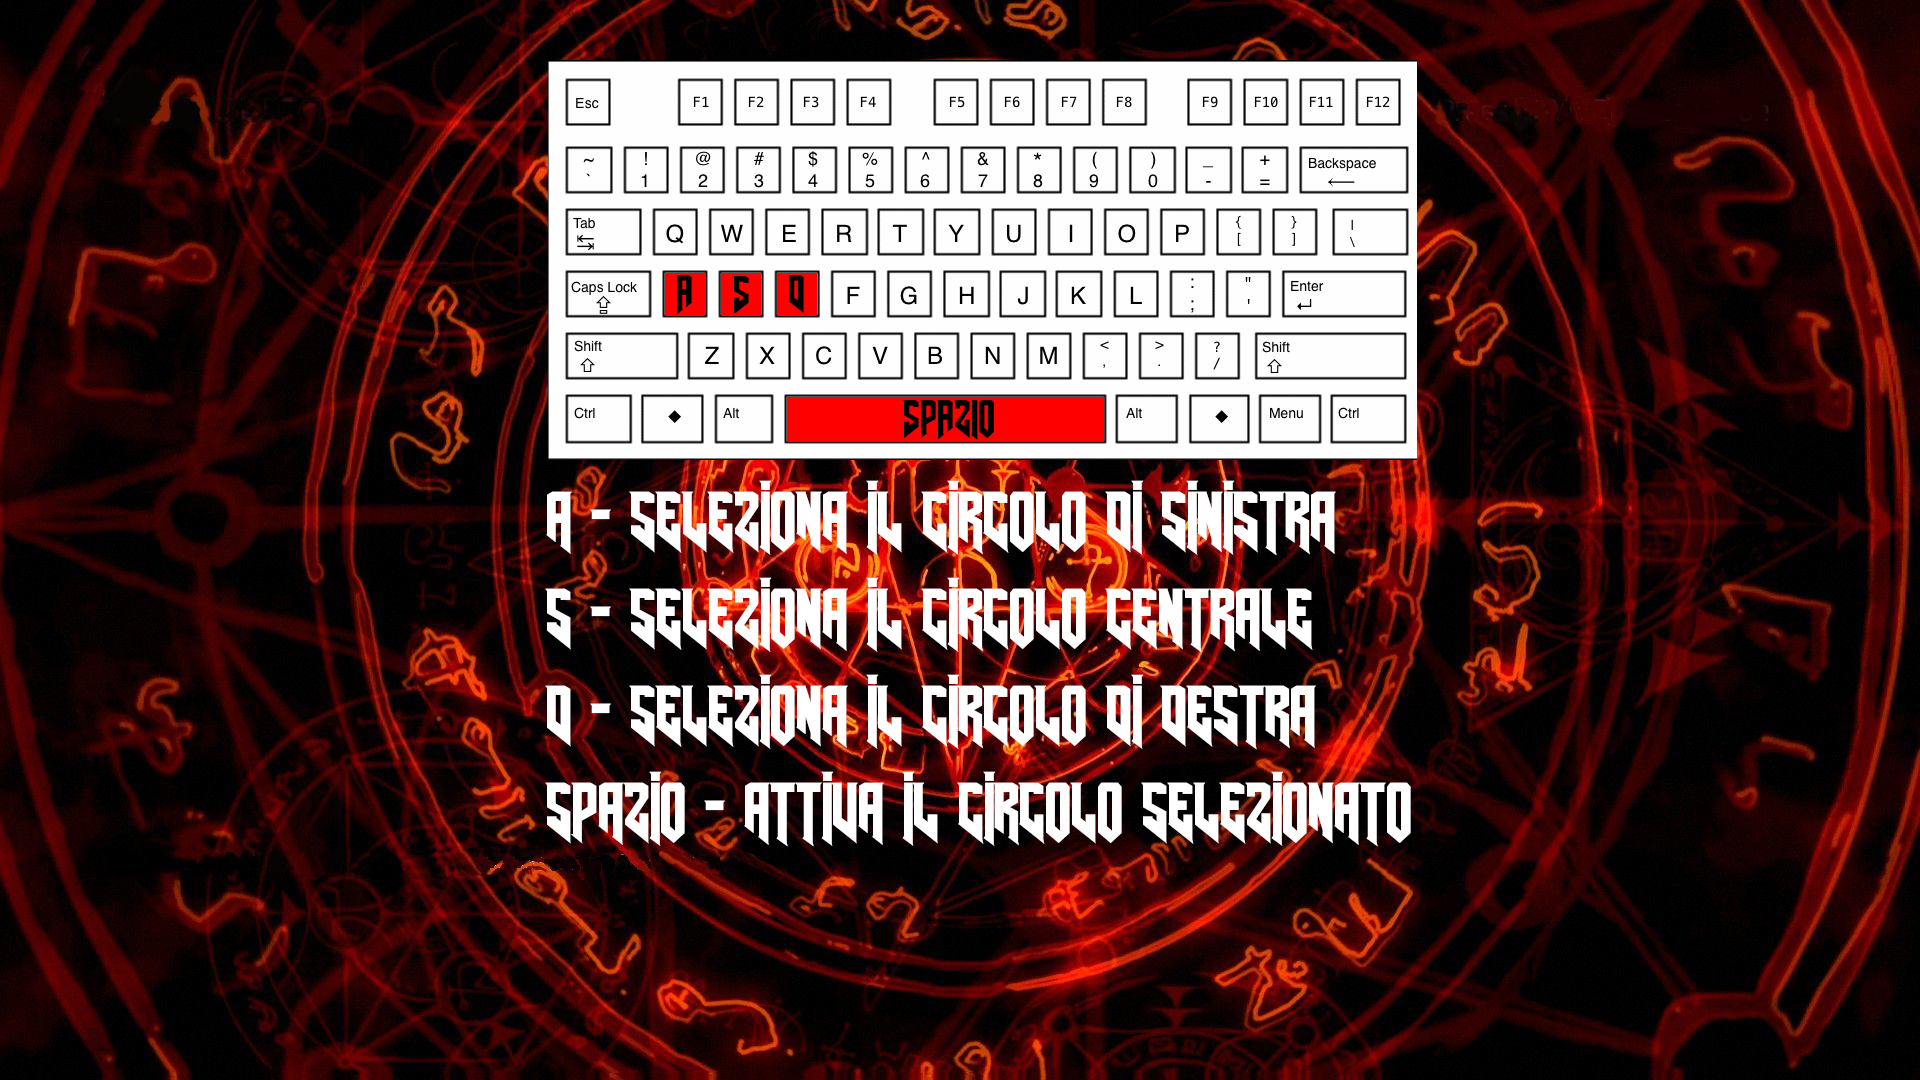 Esc F1 F2 F3 F4 F5 F6 F7 F8 F9 F10 F11 F12
~ ! @ # $ % ^ & * ( ) _ + Backspace
` 1 2 3 4 5 6 7 8 9 0 - = ←
Tab Q W E R T Y U I O P { } |
[ ] \
Caps Lock A S D F G H J K L : " Enter
; '
Shift Z X C V B N M < > ? Shift
, . /
Ctrl ◆ Alt SPAZIO Alt ◆ Menu Ctrl
A - SELEZIONA IL CIRCOLO DI SINISTRA
S - SELEZIONA IL CIRCOLO CENTRALE
D - SELEZIONA IL CIRCOLO DI DESTRA
SPAZIO - ATTIVA IL CIRCOLO SELEZIONATO